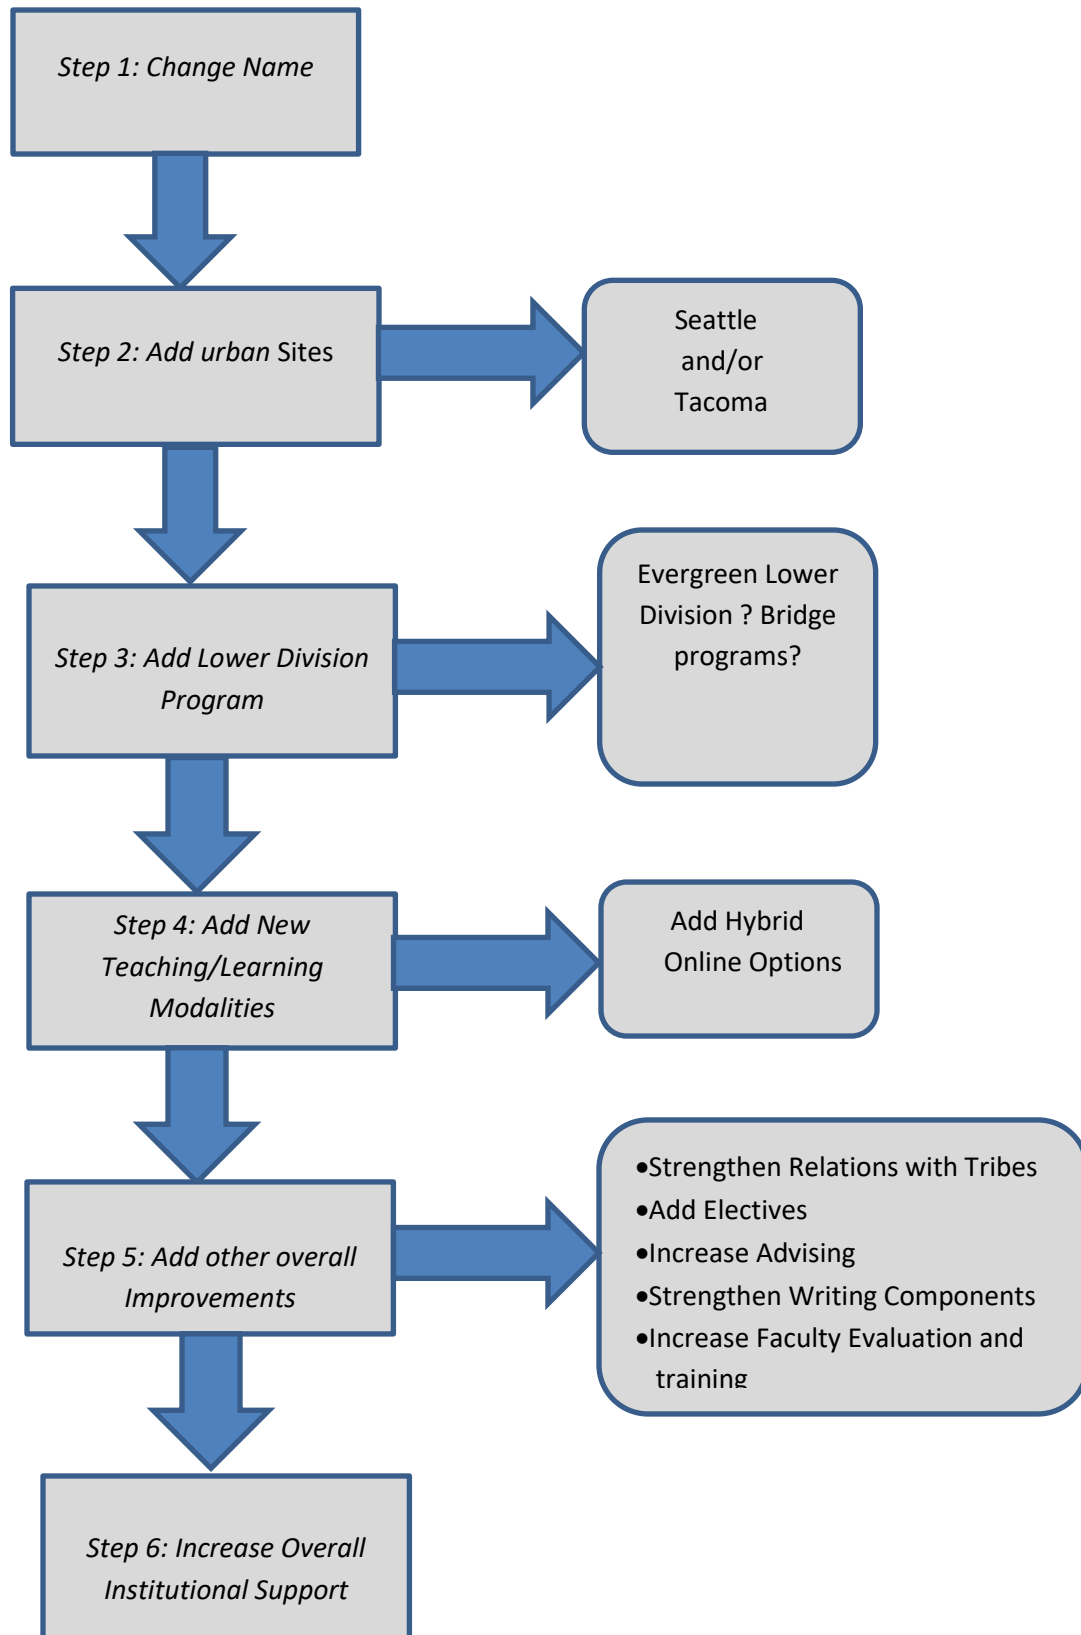 Step 1: Change Name
Step 2: Add urban Sites
Seattle
and/or
Tacoma
Step 3: Add Lower Division
Program
Evergreen Lower
Division ? Bridge
programs?
Step 4: Add New
Teaching/Learning
Modalities
Add Hybrid
Online Options
Step 5: Add other overall
Improvements
•Strengthen Relations with Tribes
•Add Electives
•Increase Advising
•Strengthen Writing Components
•Increase Faculty Evaluation and
training
Step 6: Increase Overall
Institutional Support